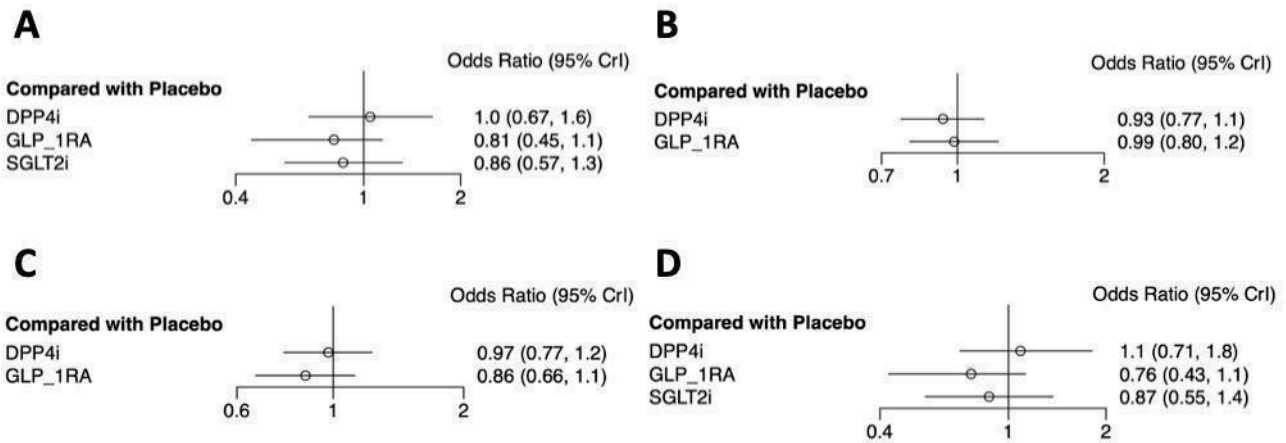 A
Odds Ratio (95% CrI)
Compared with Placebo
DPP4i 1.0 (0.67, 1.6)
GLP_1RA 0.81 (0.45, 1.1)
SGLT2i 0.86 (0.57, 1.3)
0.4 1 2
B
Odds Ratio (95% CrI)
Compared with Placebo
DPP4i 0.93 (0.77, 1.1)
GLP_1RA 0.99 (0.80, 1.2)
0.7 1 2
C
Odds Ratio (95% CrI)
Compared with Placebo
DPP4i 0.97 (0.77, 1.2)
GLP_1RA 0.86 (0.66, 1.1)
0.6 1 2
D
Odds Ratio (95% CrI)
Compared with Placebo
DPP4i 1.1 (0.71, 1.8)
GLP_1RA 0.76 (0.43, 1.1)
SGLT2i 0.87 (0.55, 1.4)
0.4 1 2